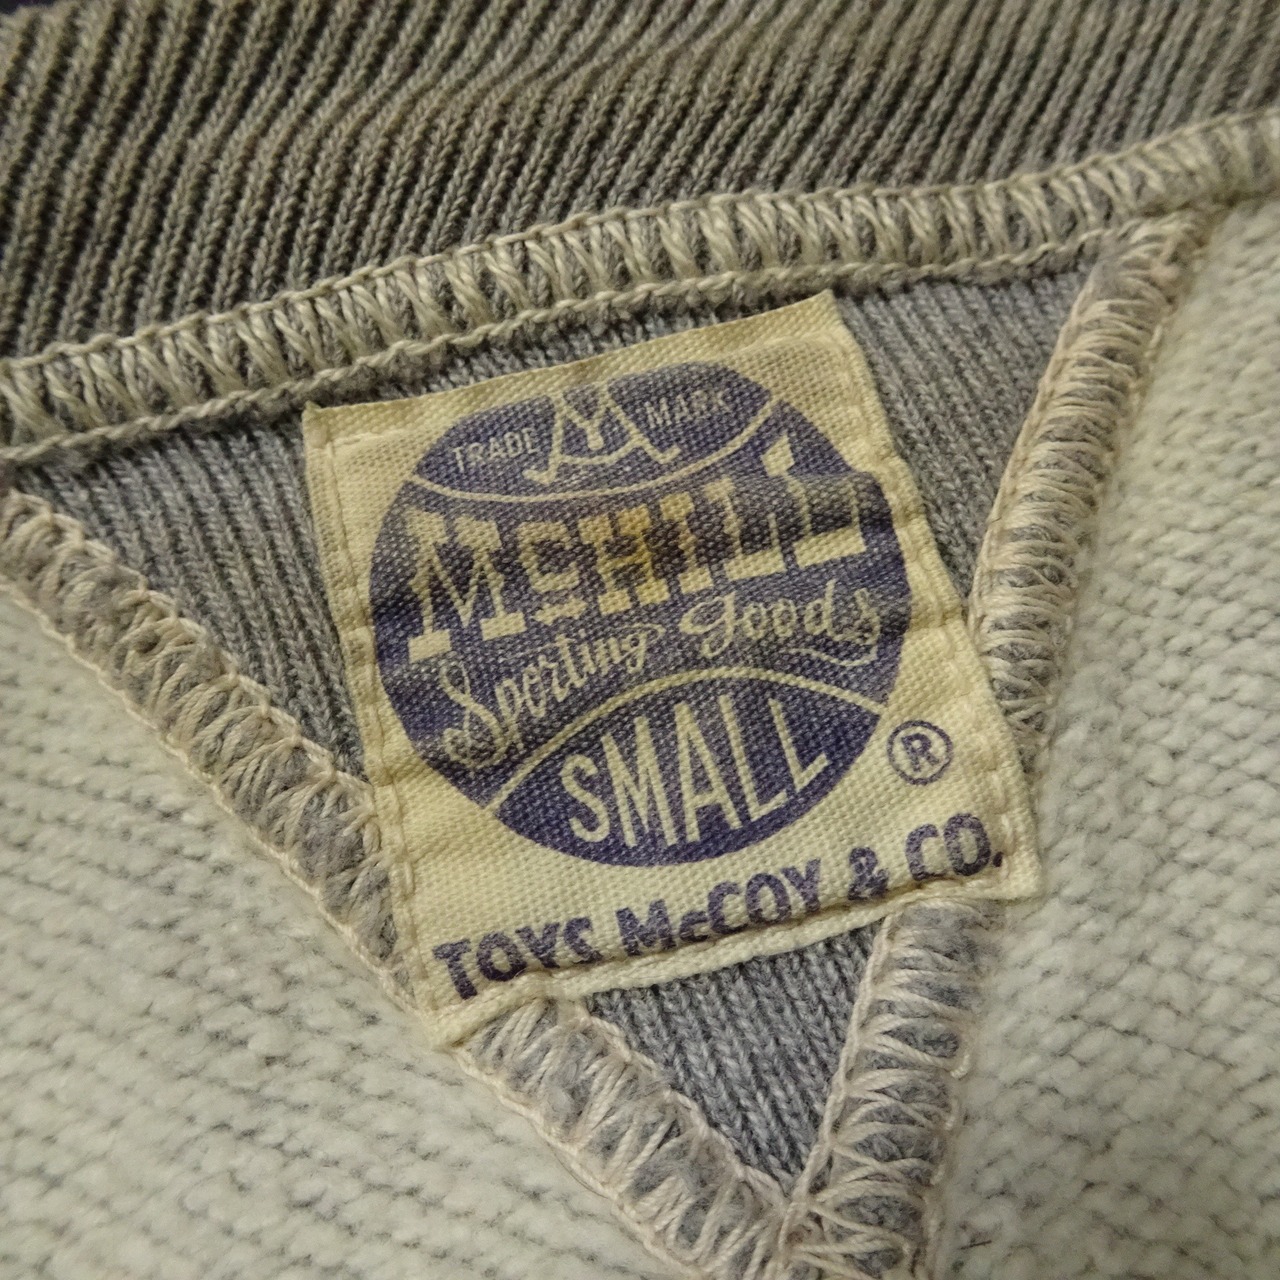 TRADE M MARK
McHILL
Sporting goods
SMALL
®
TOYS McCOY & CO.